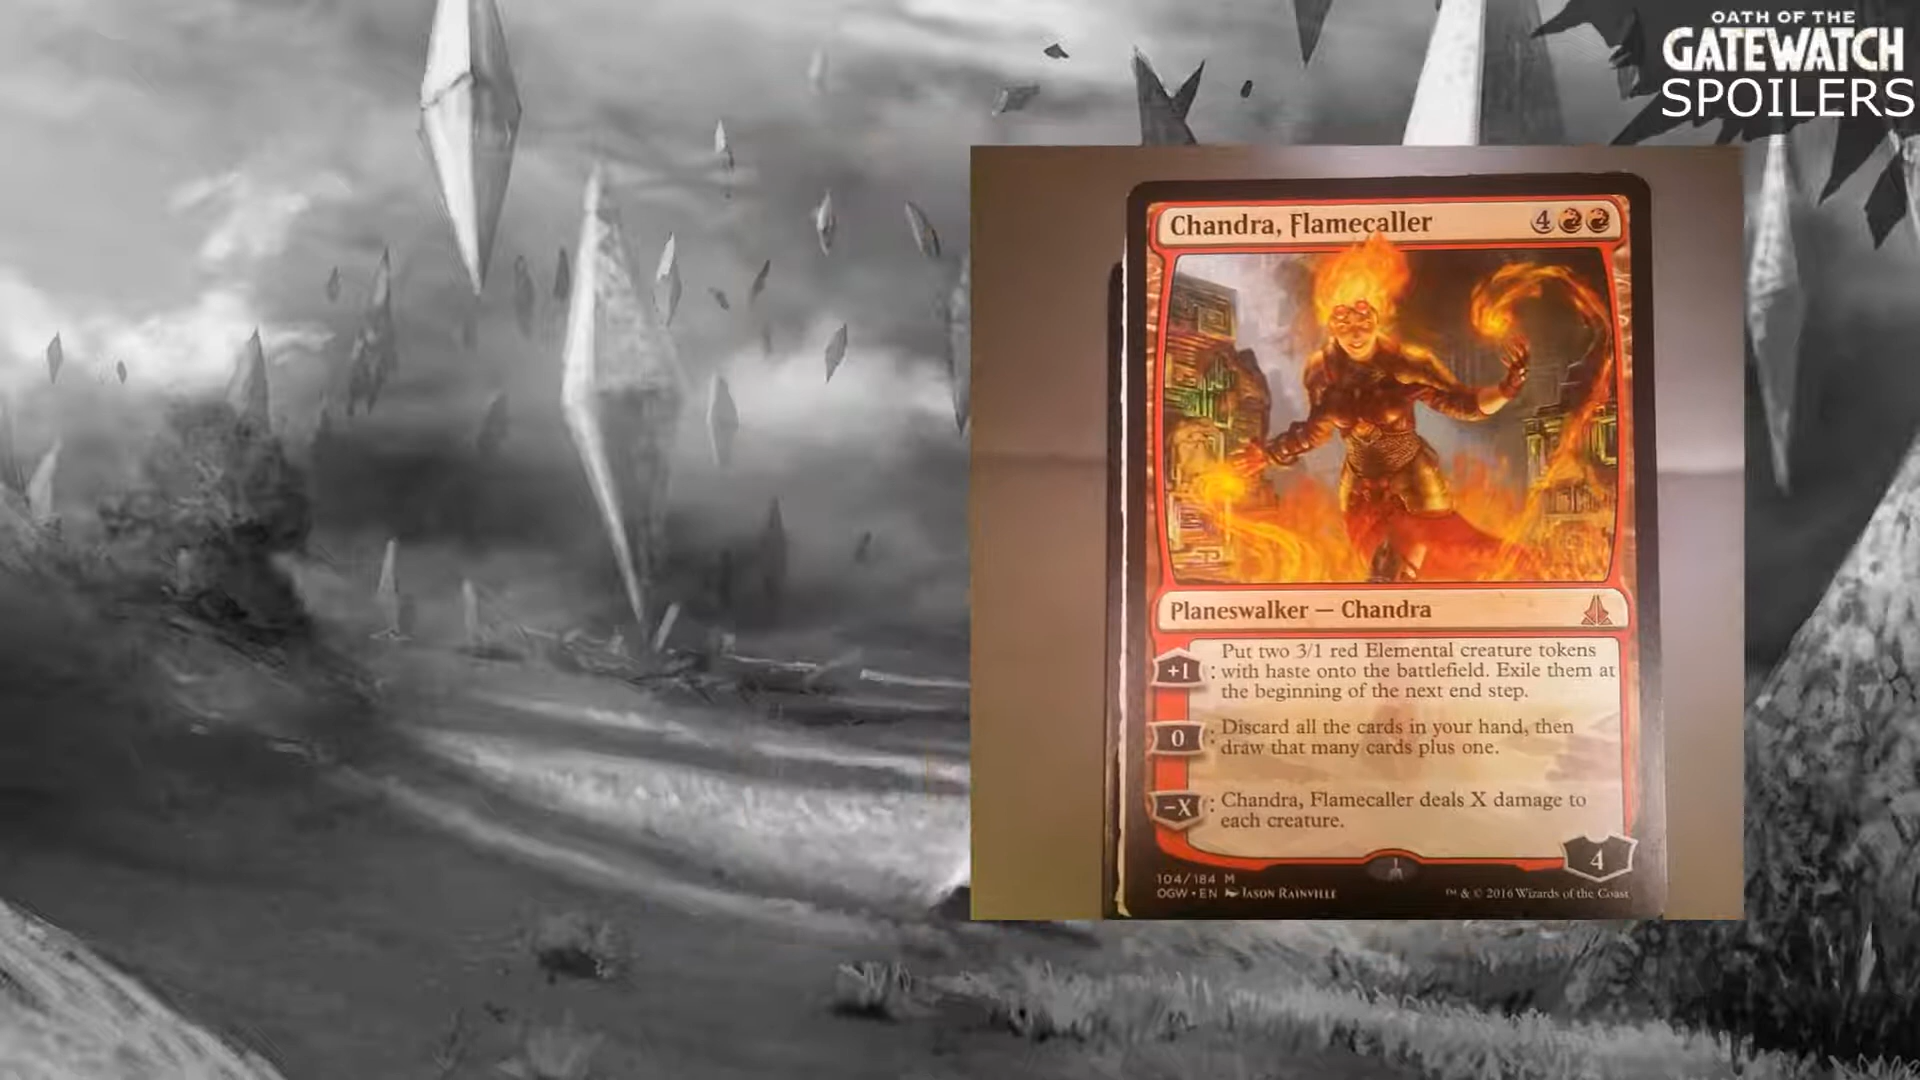 OATH OF THE
GATEWATCH
SPOILERS
Chandra, Flamecaller
4
Planeswalker — Chandra
+1: Put two 3/1 red Elemental creature tokens
with haste onto the battlefield. Exile them at
the beginning of the next end step.
0: Discard all the cards in your hand, then
draw that many cards plus one.
−X: Chandra, Flamecaller deals X damage to
each creature.
4
104/184 M
OGW • EN JASON RAINVILLE
™ & © 2016 Wizards of the Coast